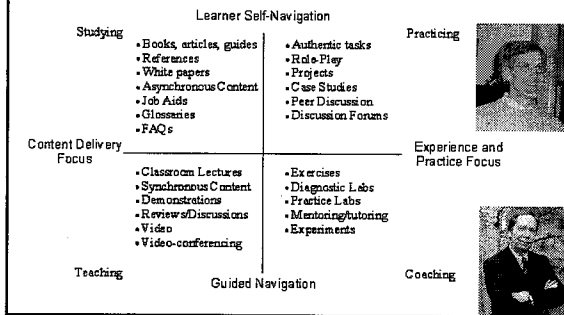 Learner Self-Navigation
Studying
Practicing
• Books, articles, guides
• References
• White papers
• Asynchronous Content
• Job Aids
• Glossaries
• FAQs
• Authentic tasks
• Role-Play
• Projects
• Case Studies
• Peer Discussion
• Discussion Forums
Content Delivery
Focus
Experience and
Practice Focus
• Classroom Lectures
• Synchronous Content
• Demonstrations
• Reviews/Discussions
• Video
• Video-conferencing
• Exercises
• Diagnostic Labs
• Practice Labs
• Mentoring/tutoring
• Experiments
Teaching
Coaching
Guided Navigation